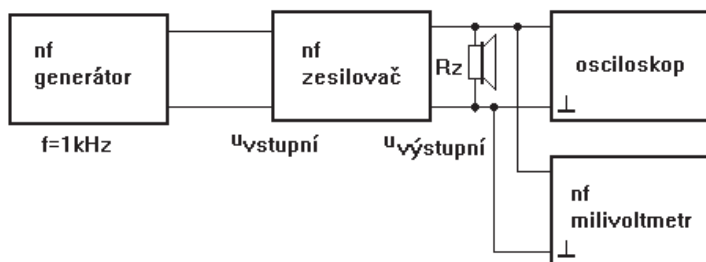 nf
generátor
f=1kHz
uvstupní
nf
zesilovač
uvýstupní
Rz
osciloskop
nf
milivoltmetr